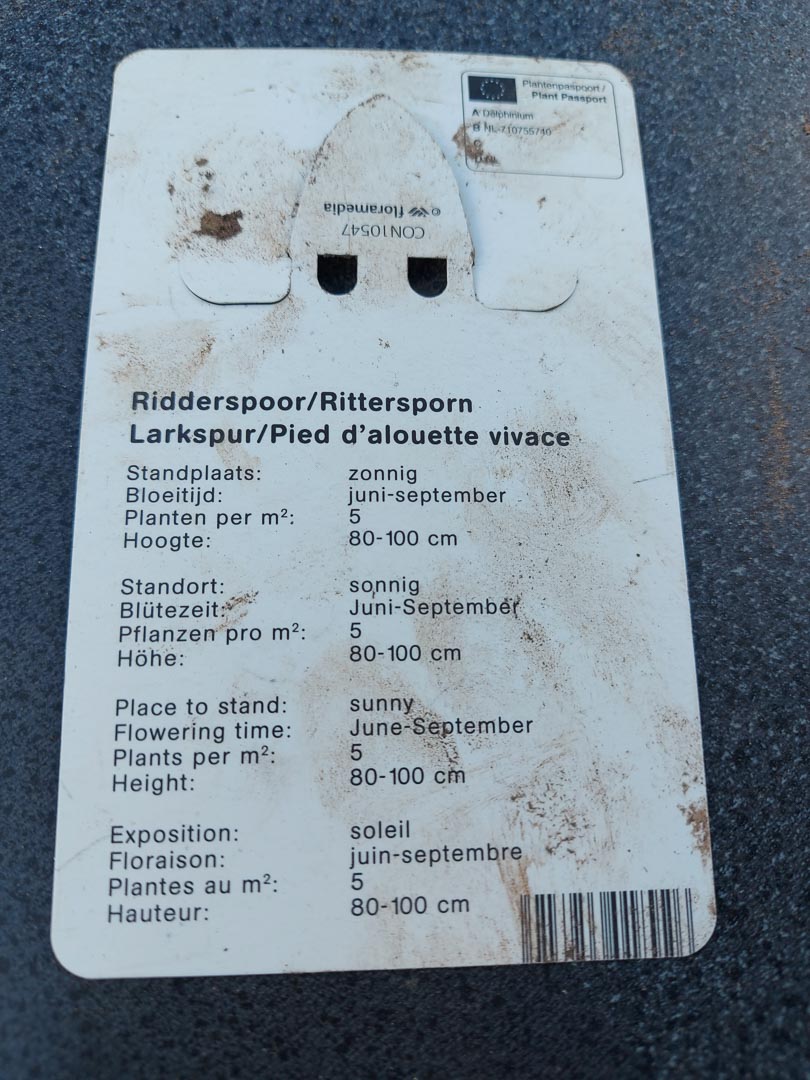 Plantenpaspoort /
Plant Passport
A Delphinium
B NL-710755740
C
D NL
floramedia
CON10547
Ridderspoor/Rittersporn
Larkspur/Pied d'alouette vivace
Standplaats: zonnig
Bloeitijd: juni-september
Planten per m²: 5
Hoogte: 80-100 cm
Standort: sonnig
Blütezeit: Juni-September
Pflanzen pro m²: 5
Höhe: 80-100 cm
Place to stand: sunny
Flowering time: June-September
Plants per m²: 5
Height: 80-100 cm
Exposition: soleil
Floraison: juin-septembre
Plantes au m²: 5
Hauteur: 80-100 cm